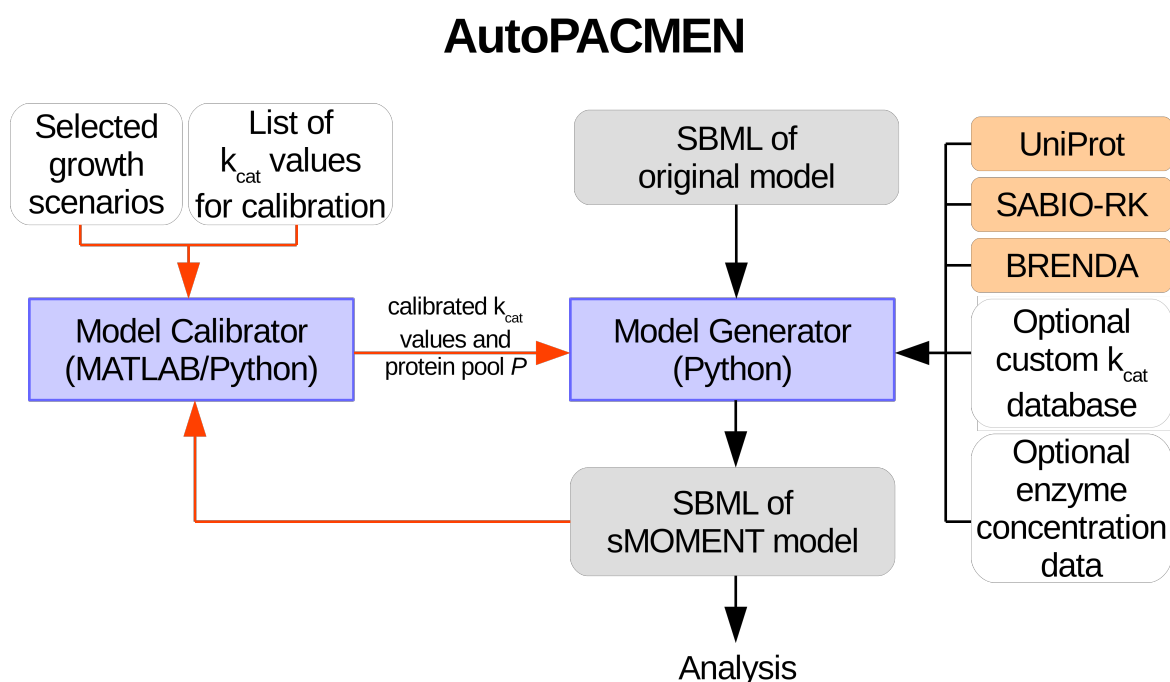 AutoPACMEN
Selected
growth
scenarios
List of
kcat values
for calibration
SBML of
original model
UniProt
SABIO-RK
BRENDA
Optional
custom kcat
database
Optional
enzyme
concentration
data
Model Calibrator
(MATLAB/Python)
calibrated kcat
values and
protein pool P
Model Generator
(Python)
SBML of
sMOMENT model
Analysis